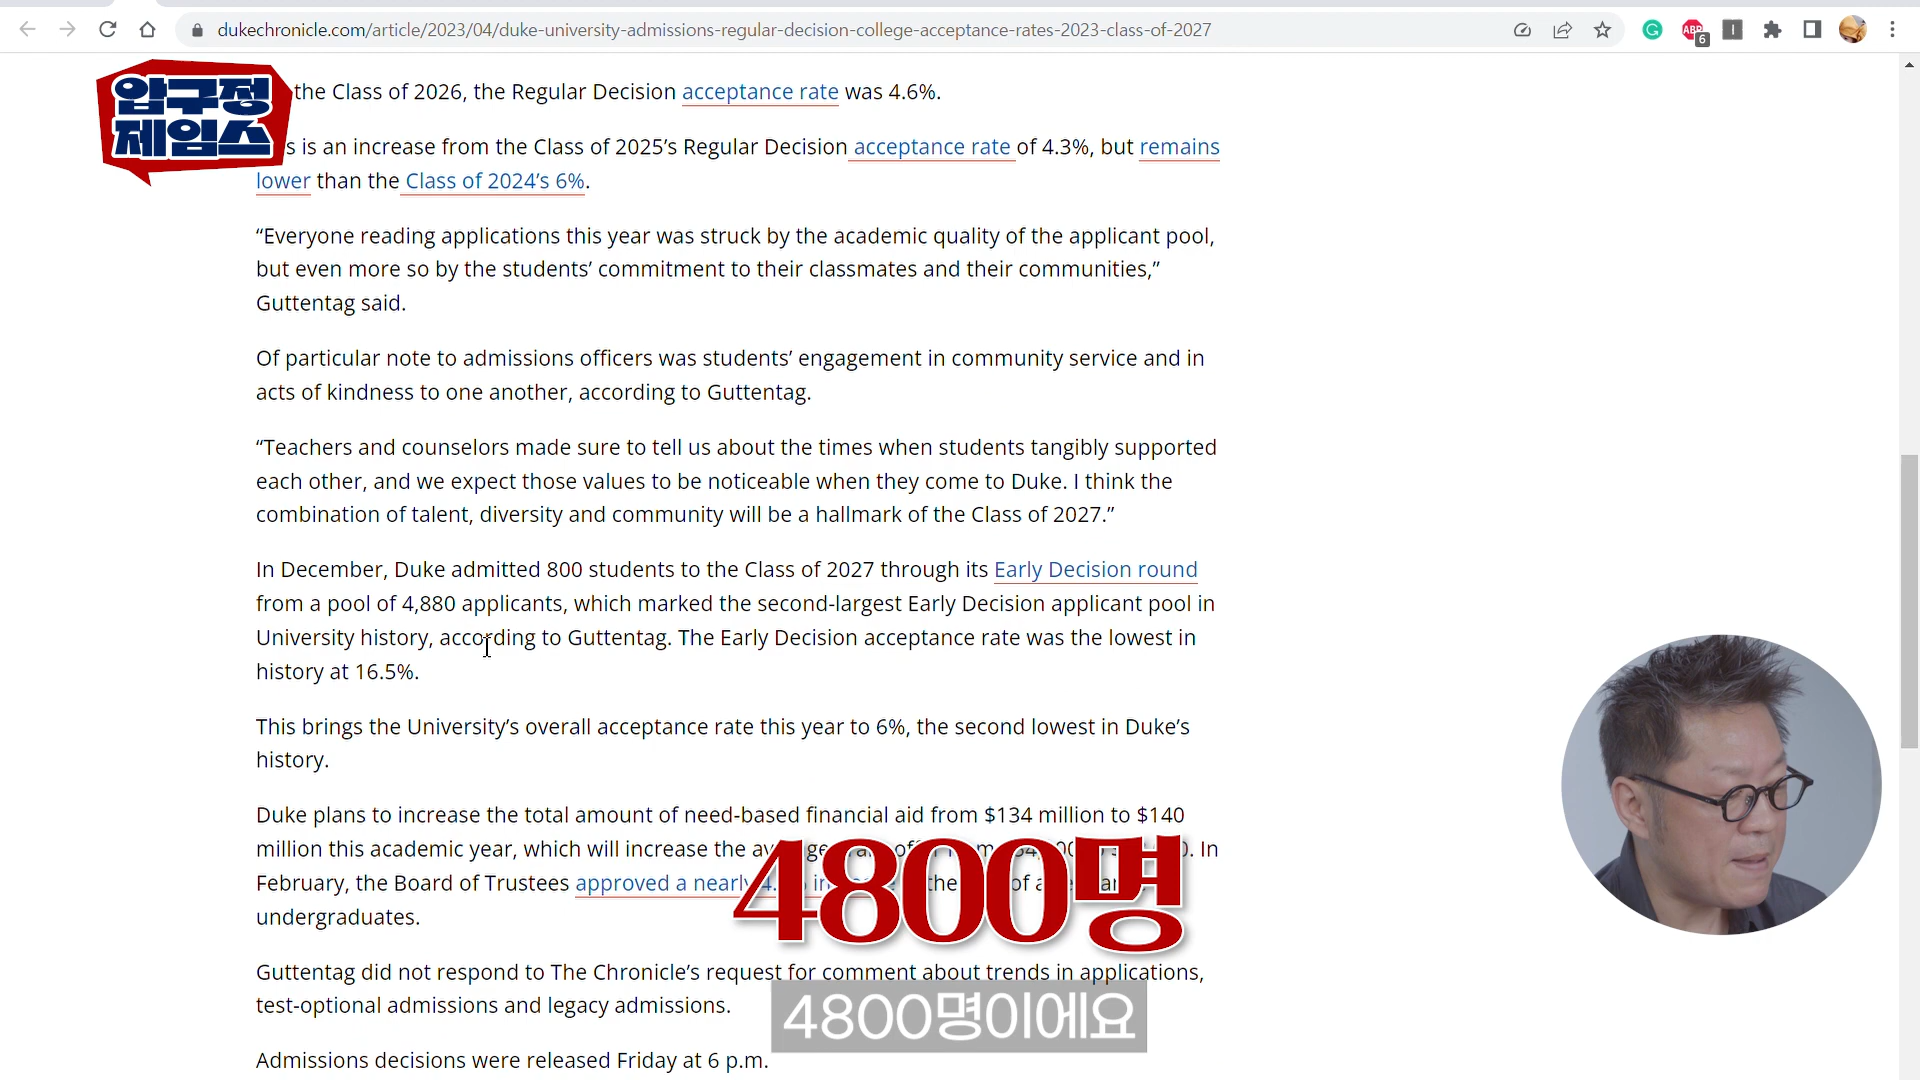 dukechronicle.com/article/2023/04/duke-university-admissions-regular-decision-college-acceptance-rates-2023-class-of-2027
ABP
6
압구정
제임스
the Class of 2026, the Regular Decision acceptance rate was 4.6%.
s is an increase from the Class of 2025’s Regular Decision acceptance rate of 4.3%, but remains
lower than the Class of 2024’s 6%.
“Everyone reading applications this year was struck by the academic quality of the applicant pool,
but even more so by the students’ commitment to their classmates and their communities,”
Guttentag said.
Of particular note to admissions officers was students’ engagement in community service and in
acts of kindness to one another, according to Guttentag.
“Teachers and counselors made sure to tell us about the times when students tangibly supported
each other, and we expect those values to be noticeable when they come to Duke. I think the
combination of talent, diversity and community will be a hallmark of the Class of 2027.”
In December, Duke admitted 800 students to the Class of 2027 through its Early Decision round
from a pool of 4,880 applicants, which marked the second-largest Early Decision applicant pool in
University history, according to Guttentag. The Early Decision acceptance rate was the lowest in
history at 16.5%.
This brings the University’s overall acceptance rate this year to 6%, the second lowest in Duke’s
history.
Duke plans to increase the total amount of need-based financial aid from $134 million to $140
million this academic year, which will increase the In
February, the Board of Trustees approved a nearly the of
undergraduates.
4800명
Guttentag did not respond to The Chronicle’s request for comment about trends in applications,
test-optional admissions and legacy admissions.
4800명이에요
Admissions decisions were released Friday at 6 p.m.